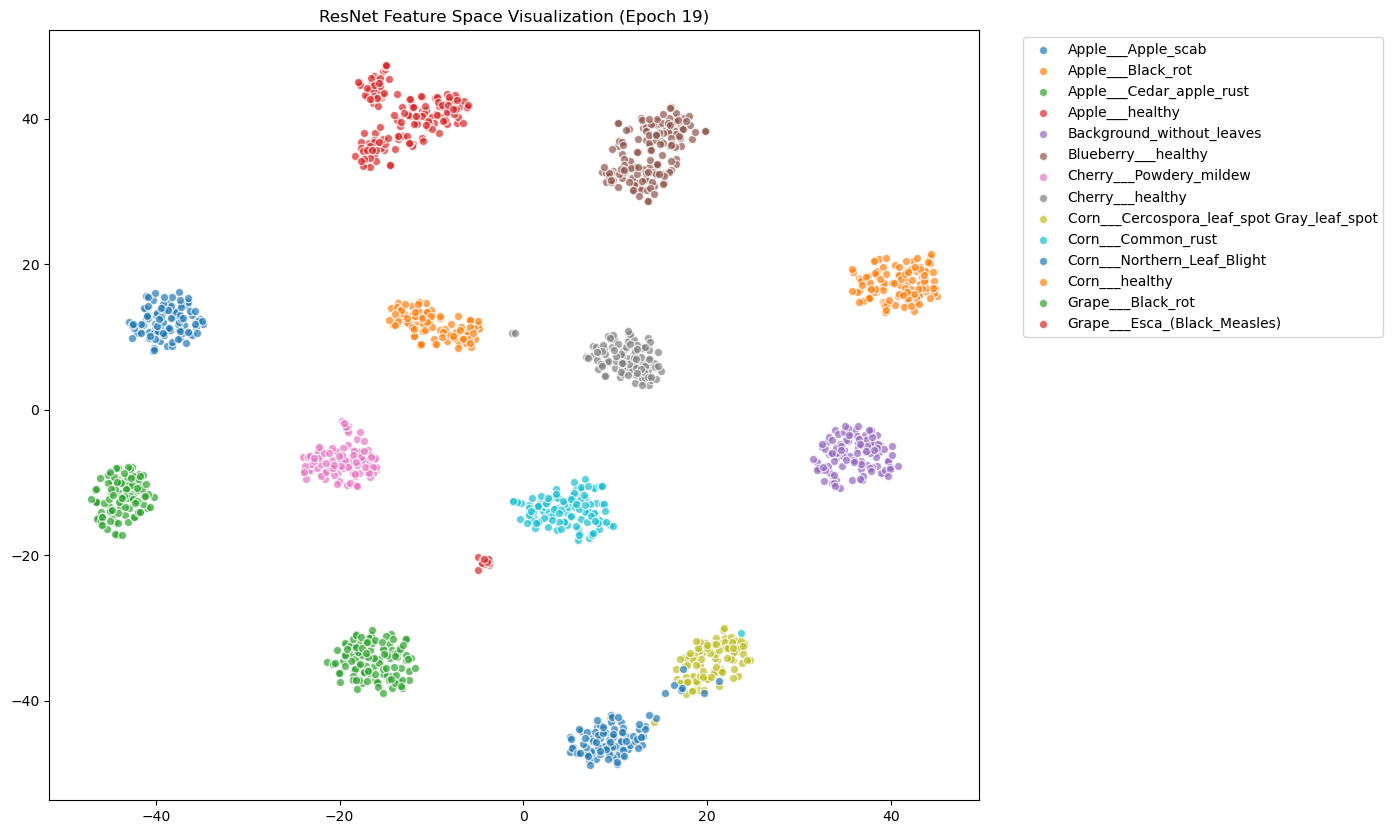 ResNet Feature Space Visualization (Epoch 19)
40
20
0
−20
−40
−40
−20
0
20
40
Apple___Apple_scab
Apple___Black_rot
Apple___Cedar_apple_rust
Apple___healthy
Background_without_leaves
Blueberry___healthy
Cherry___Powdery_mildew
Cherry___healthy
Corn___Cercospora_leaf_spot Gray_leaf_spot
Corn___Common_rust
Corn___Northern_Leaf_Blight
Corn___healthy
Grape___Black_rot
Grape___Esca_(Black_Measles)